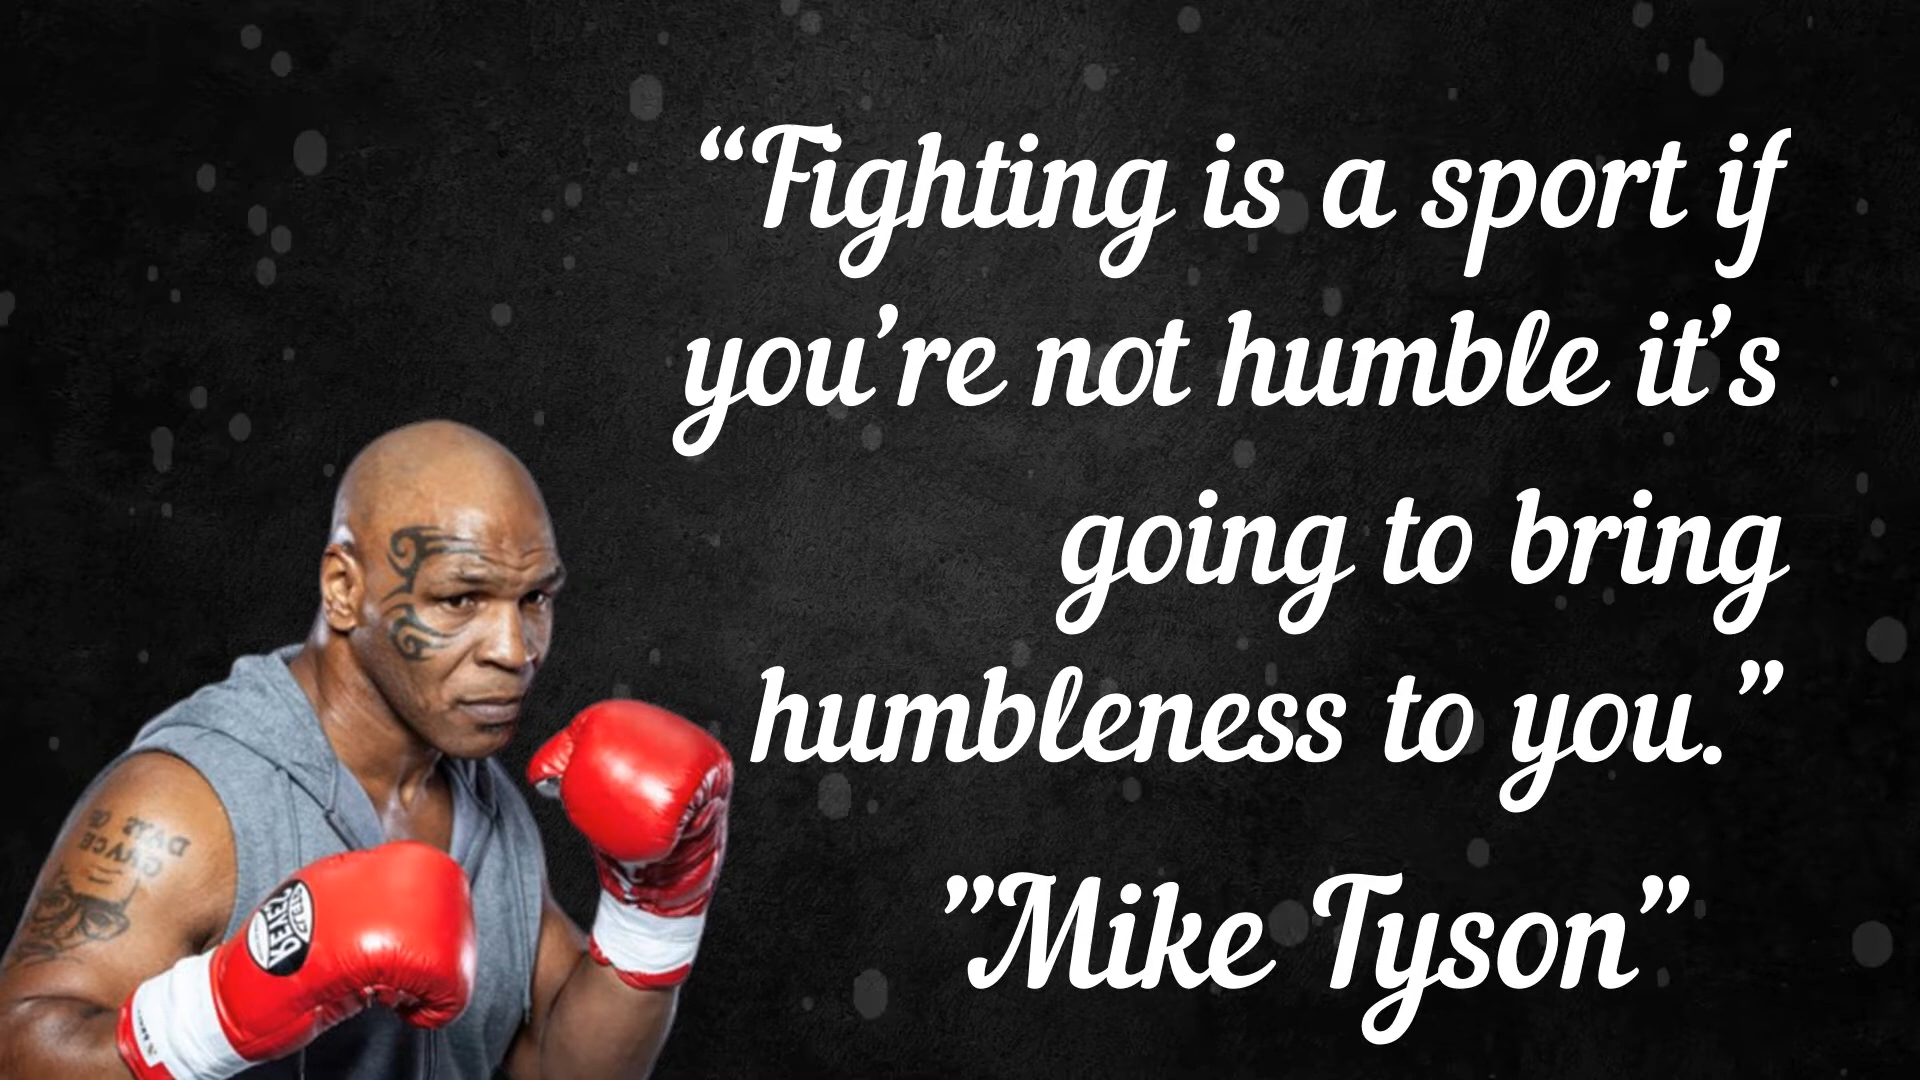 “Fighting is a sport if
you’re not humble it’s
going to bring
humbleness to you.”
”Mike Tyson”